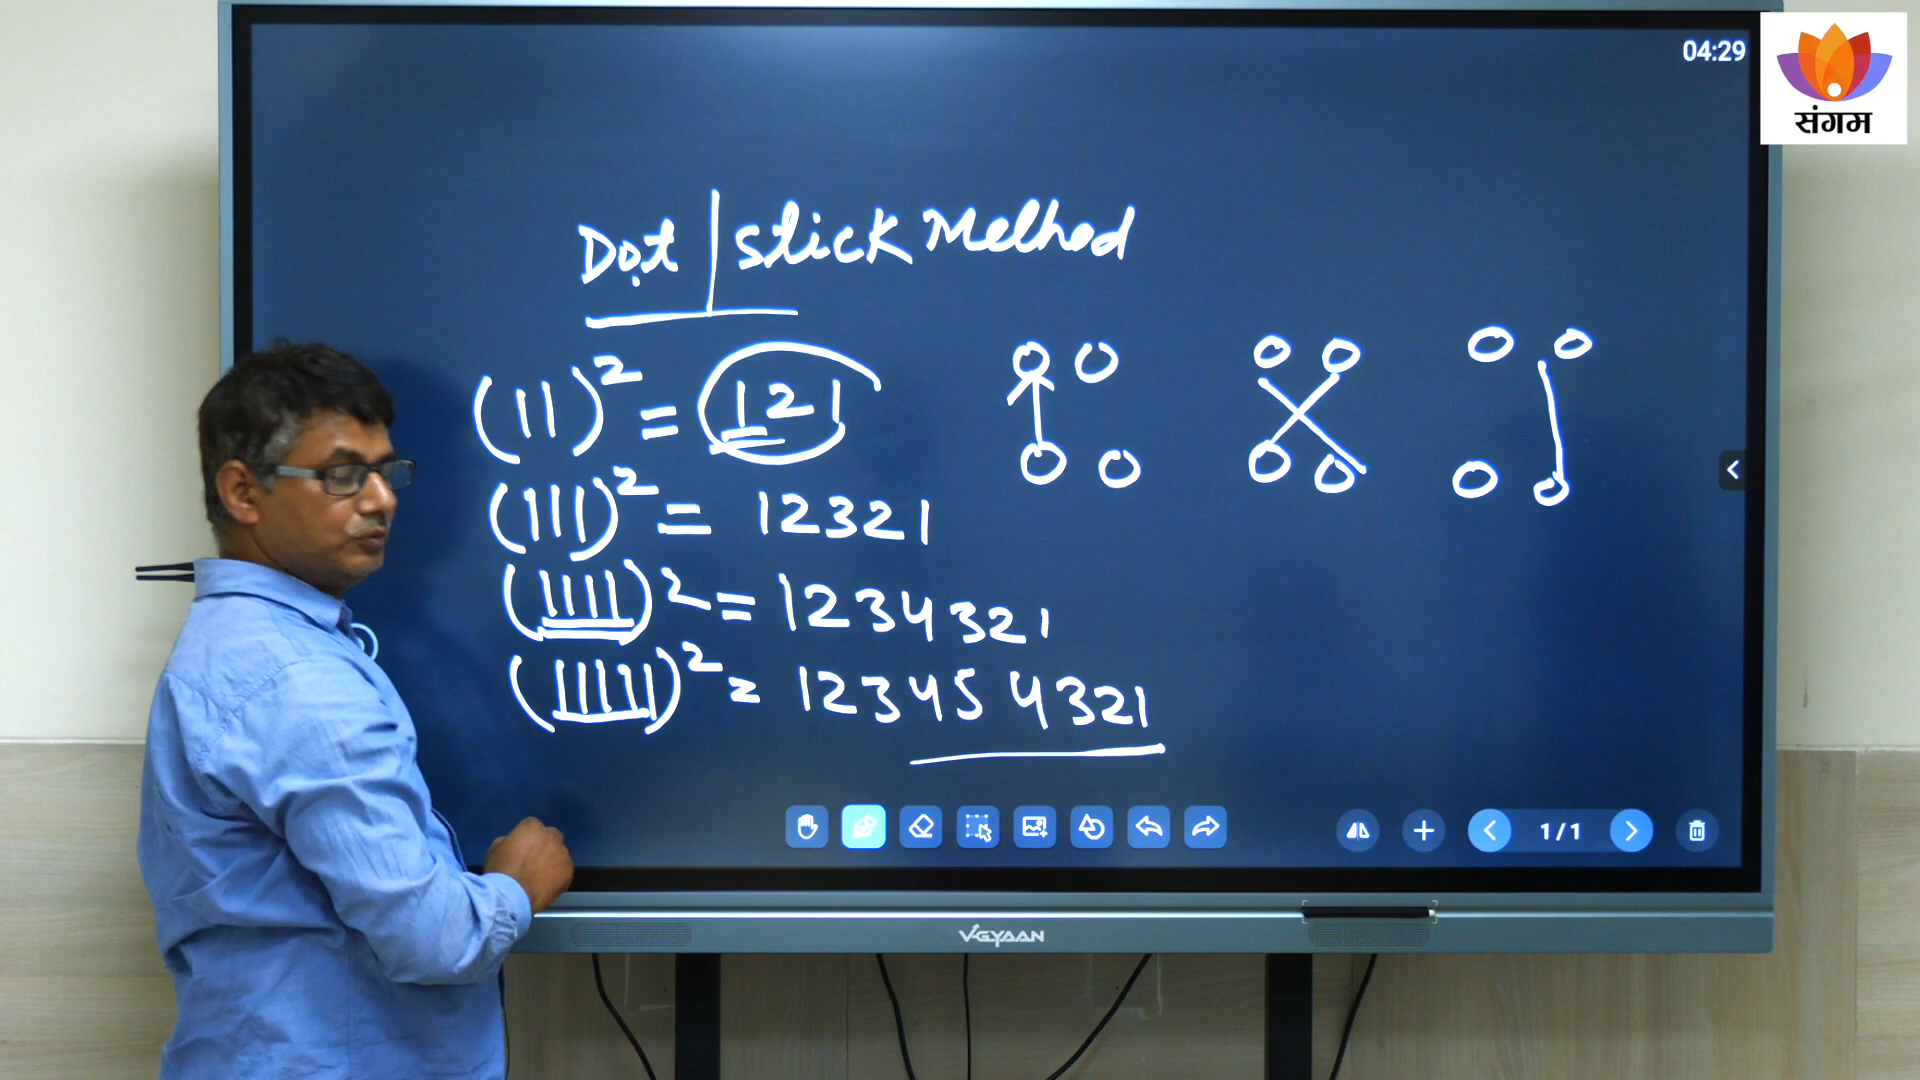 04:29
संगम
Dot | Stick Method
(11)² = 121
(111)² = 12321
(1111)² = 1234321
(11111)² = 123454321
1/1
V-GYAAN